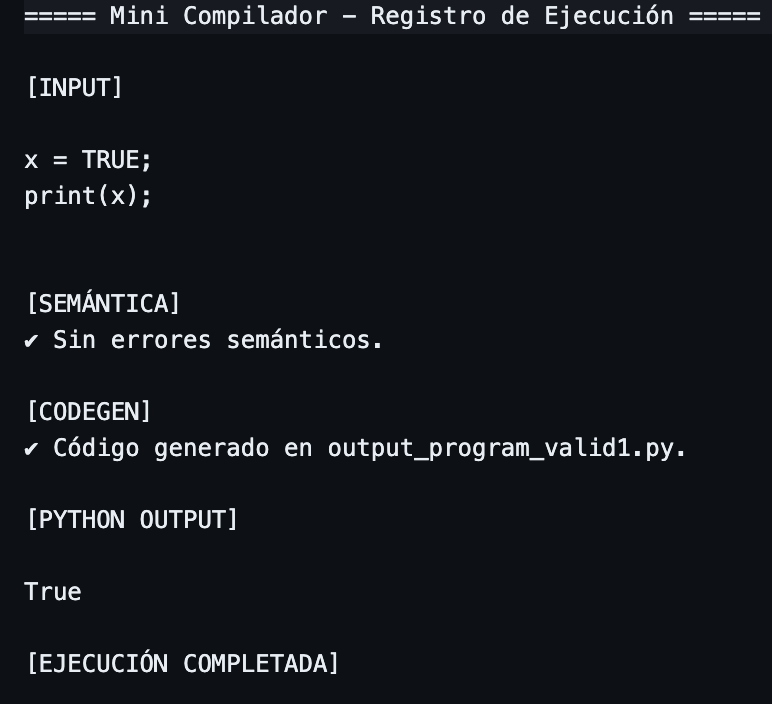 ===== Mini Compilador – Registro de Ejecución =====
[INPUT]
x = TRUE;
print(x);
[SEMÁNTICA]
✔ Sin errores semánticos.
[CODEGEN]
✔ Código generado en output_program_valid1.py.
[PYTHON OUTPUT]
True
[EJECUCIÓN COMPLETADA]